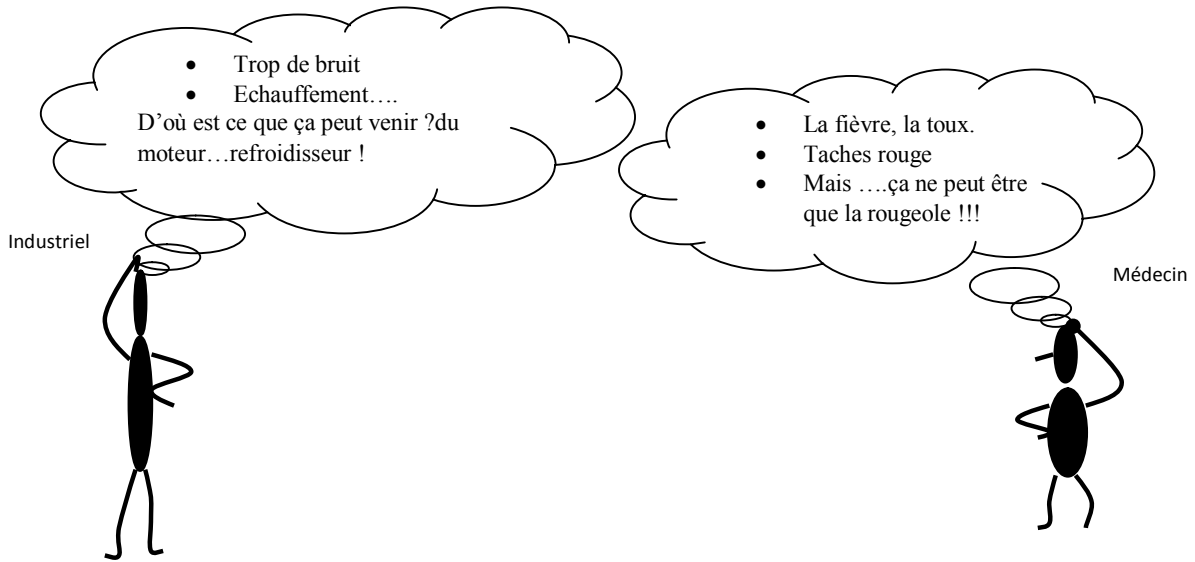 • Trop de bruit
• Echauffement….
D’où est ce que ça peut venir ?du
moteur…refroidisseur !
Industriel
• La fièvre, la toux.
• Taches rouge
• Mais ….ça ne peut être
que la rougeole !!!
Médecin